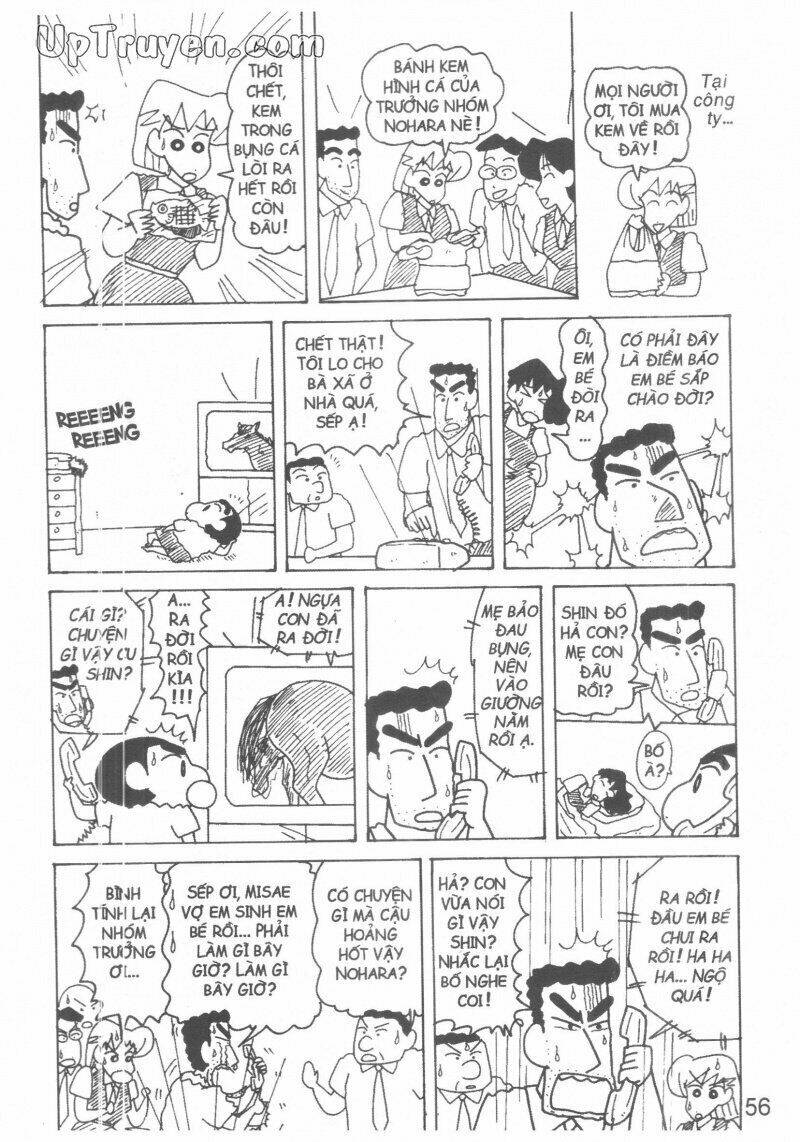 UpTruyen.com
Tại
công
ty...
MỌI NGƯỜI
ƠI, TÔI MUA
KEM VỀ RỒI
ĐÂY!
BÁNH KEM
HÌNH CÁ CỦA
TRƯỞNG NHÓM
NOHARA NÈ!
THÔI
CHẾT,
KEM
TRONG
BỤNG CÁ
LÒI RA
HẾT RỒI
CÒN
ĐÂU!
CÓ PHẢI ĐÂY
LÀ ĐIỀM BÁO
EM BÉ SẮP
CHÀO ĐỜI?
ÔI,
EM
BÉ
ĐÒI
RA
...
CHẾT THẬT!
TÔI LO CHO
BÀ XÃ Ở
NHÀ QUÁ,
SẾP Ạ!
REEEENG
REEENG
SHIN ĐÓ
HẢ CON?
MẸ CON
ĐÂU
RỒI?
BỐ
À?
MẸ BẢO
ĐAU
BỤNG,
NÊN
VÀO
GIƯỜNG
NẰM
RỒI Ạ.
A! NGỰA
CON ĐÃ
RA ĐỜI!
A...
RA
ĐỜI
RỒI
KÌA
!!!
CÁI GÌ?
CHUYỆN
GÌ VẬY CU
SHIN?
RA RỒI!
ĐẦU EM BÉ
CHUI RA
RỒI! HA HA
HA... NGỘ
QUÁ!
HẢ? CON
VỪA NÓI
GÌ VẬY
SHIN?
NHẮC LẠI
BỐ NGHE
COI!
CÓ CHUYỆN
GÌ MÀ CẬU
HOẢNG
HỐT VẬY
NOHARA?
SẾP ƠI, MISAE
VỢ EM SINH EM
BÉ RỒI... PHẢI
LÀM GÌ BÂY
GIỜ? LÀM GÌ
BÂY GIỜ?
BÌNH
TĨNH LẠI
NHÓM
TRƯỞNG
ƠI...
56